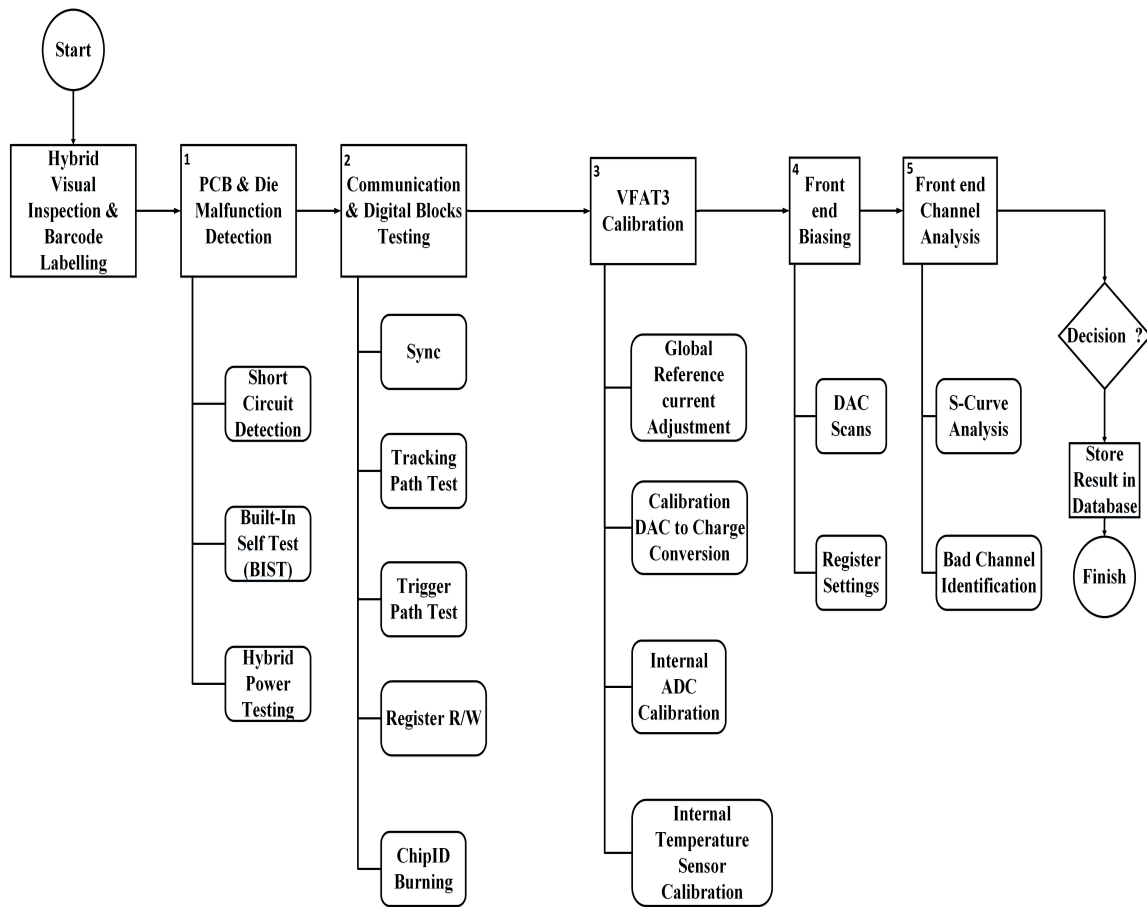 Start
Hybrid
Visual
Inspection &
Barcode
Labelling
1
PCB & Die
Malfunction
Detection
Short
Circuit
Detection
Built-In
Self Test
(BIST)
Hybrid
Power
Testing
2
Communication
& Digital Blocks
Testing
Sync
Tracking
Path Test
Trigger
Path Test
Register R/W
ChipID
Burning
3
VFAT3
Calibration
Global
Reference
current
Adjustment
Calibration
DAC to Charge
Conversion
Internal
ADC
Calibration
Internal
Temperature
Sensor
Calibration
4
Front
end
Biasing
DAC
Scans
Register
Settings
5
Front end
Channel
Analysis
S-Curve
Analysis
Bad Channel
Identification
Decision ?
Store
Result in
Database
Finish